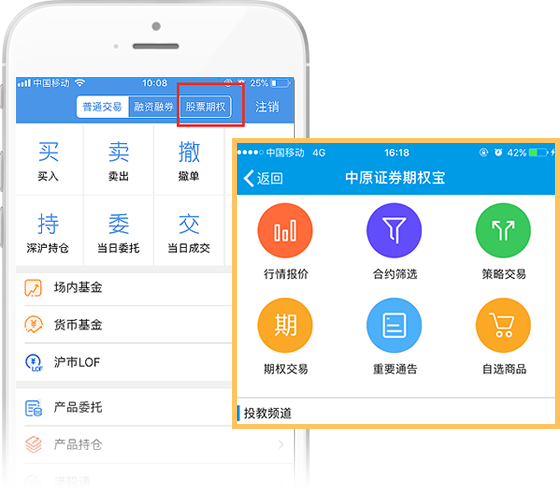 中国移动 10:08 25%
普通交易 融资融券 股票期权 注销
买 卖 撤
买入 卖出 撤单
持 委 交
深沪持仓 当日委托 当日成交
场内基金
货币基金
沪市LOF
产品委托
产品持仓
港股通
中国移动 4G 16:18 42%
返回 中原证券期权宝
行情报价 合约筛选 策略交易
期
期权交易 重要通告 自选商品
投教频道